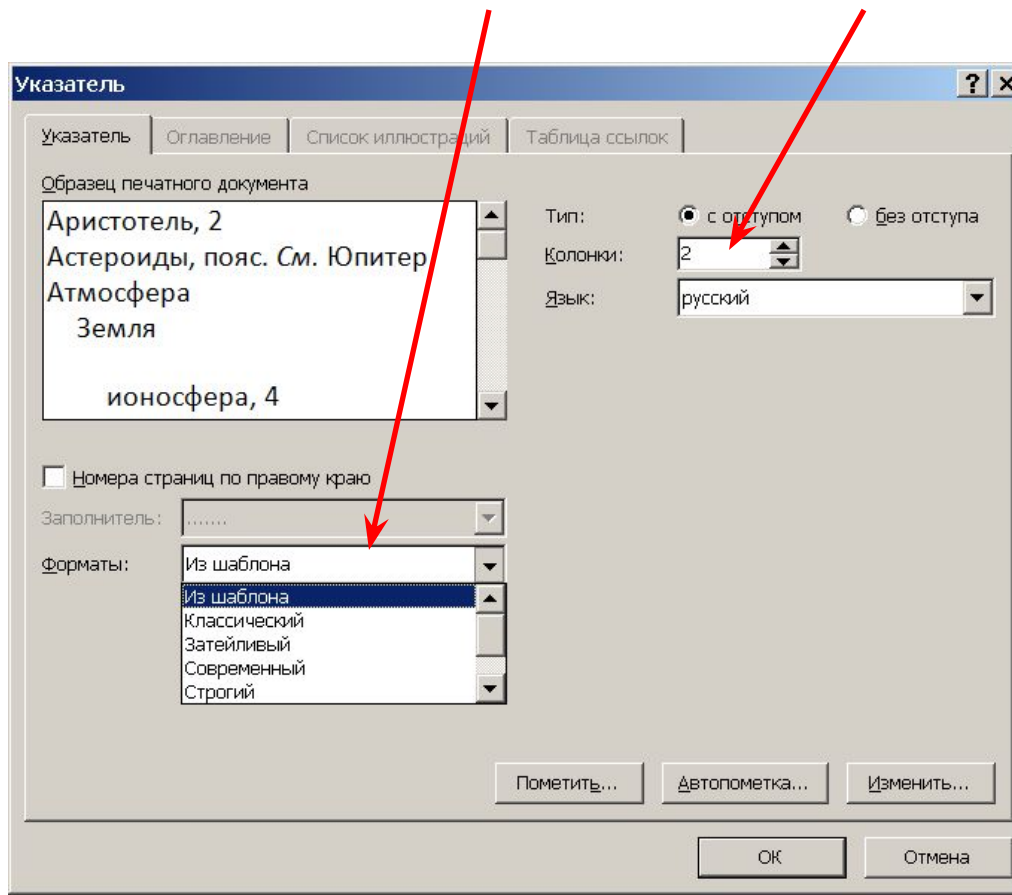 Указатель
Указатель Оглавление Список иллюстраций Таблица ссылок
Образец печатного документа
Аристотель, 2
Астероиды, пояс. См. Юпитер
Атмосфера
Земля
ионосфера, 4
Тип: с отступом без отступа
Колонки: 2
Язык: русский
Номера страниц по правому краю
Заполнитель: .......
Форматы: Из шаблона
Из шаблона
Классический
Затейливый
Современный
Строгий
Пометить... Автопометка... Изменить...
ОК Отмена